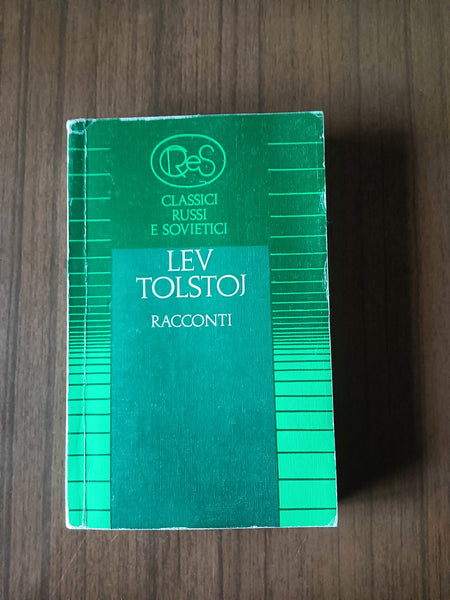 CReS
CLASSICI
RUSSI
E SOVIETICI
LEV
TOLSTOJ
RACCONTI